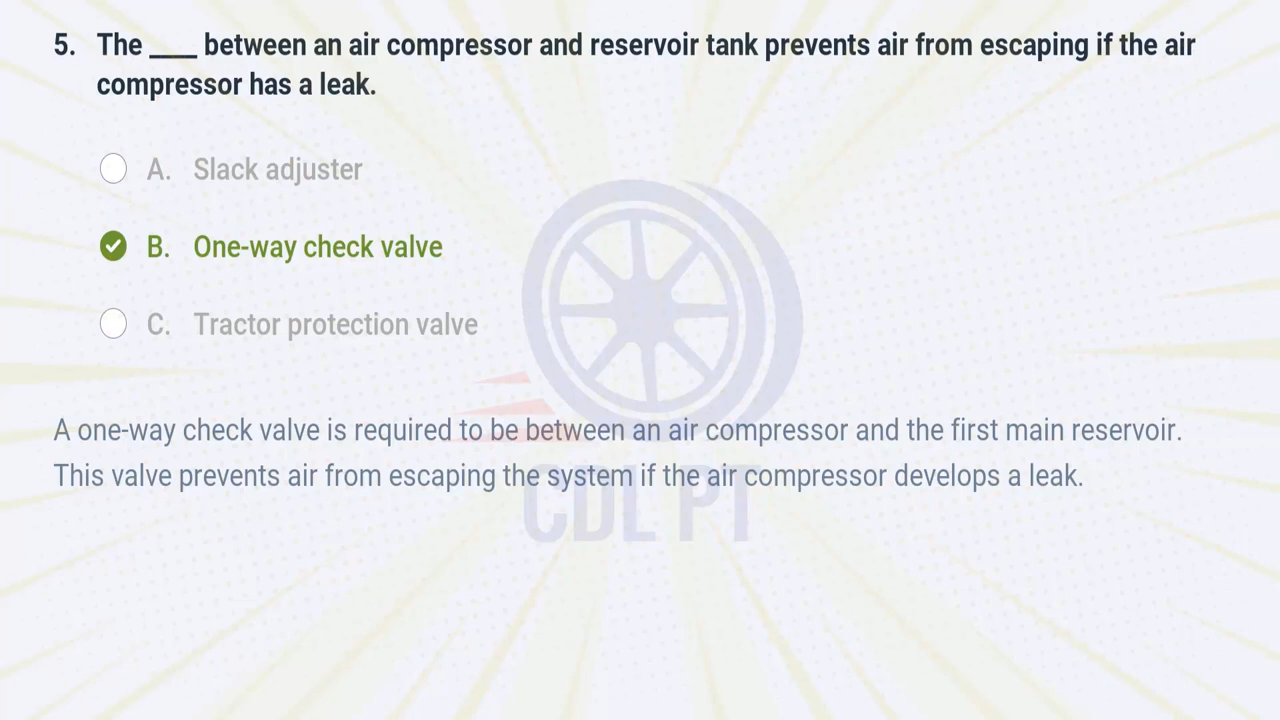 5. The ____ between an air compressor and reservoir tank prevents air from escaping if the air
compressor has a leak.
A. Slack adjuster
B. One-way check valve
C. Tractor protection valve
A one-way check valve is required to be between an air compressor and the first main reservoir.
This valve prevents air from escaping the system if the air compressor develops a leak.
CDL PT